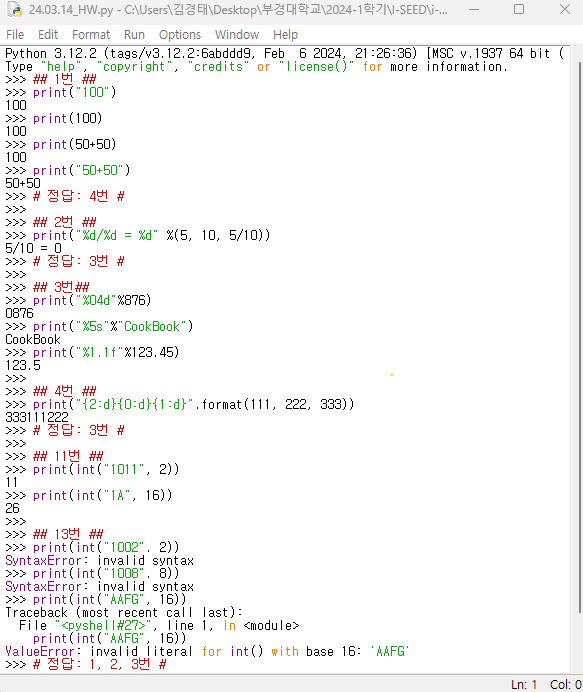 24.03.14_HW.py - C:\Users\김경태\Desktop\부경대학교\2024-1학기\I-SEED\i-...
File Edit Format Run Options Window Help
Python 3.12.2 (tags/v3.12.2:6abddd9, Feb  6 2024, 21:26:36) [MSC v.1937 64 bit (
Type "help", "copyright", "credits" or "license()" for more information.
>>> ## 1번 ##
>>> print("100")
100
>>> print(100)
100
>>> print(50+50)
100
>>> print("50+50")
50+50
>>> # 정답: 4번 #
>>>
>>> ## 2번 ##
>>> print("%d/%d = %d" %(5, 10, 5/10))
5/10 = 0
>>> # 정답: 3번 #
>>>
>>> ## 3번##
>>> print("%04d"%876)
0876
>>> print("%5s"%"CookBook")
CookBook
>>> print("%1.1f"%123.45)
123.5
>>>
>>> ## 4번 ##
>>> print("{2:d}{0:d}{1:d}".format(111, 222, 333))
333111222
>>> # 정답: 3번 #
>>>
>>> ## 11번 ##
>>> print(int("1011", 2))
11
>>> print(int("1A", 16))
26
>>>
>>> ## 13번 ##
>>> print(int("1002". 2))
SyntaxError: invalid syntax
>>> print(int("1008". 8))
SyntaxError: invalid syntax
>>> print(int("AAFG", 16))
Traceback (most recent call last):
  File "<pyshell#27>", line 1, in <module>
    print(int("AAFG", 16))
ValueError: invalid literal for int() with base 16: 'AAFG'
>>> # 정답: 1, 2, 3번 #
Ln: 1 Col: 0